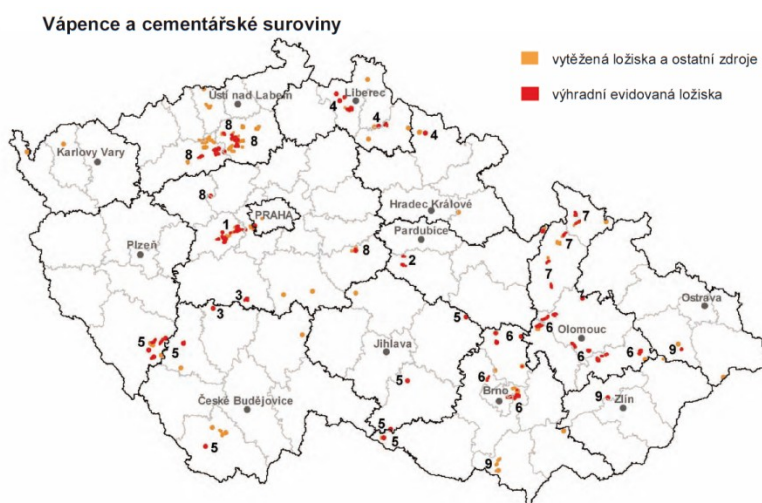 Vápence a cementářské suroviny
vytěžená ložiska a ostatní zdroje
výhradní evidovaná ložiska
Ústí nad Labem
Liberec
4
4
4
8
8
8
Karlovy Vary
8
Hradec Králové
PRAHA
1
7
Pardubice
7
Plzeň
8
2
7
3
3
Ostrava
5
6
Olomouc
5
5
Jihlava
6
6
9
5
6
Brno
6
9
Zlín
České Budějovice
5
5
5
9